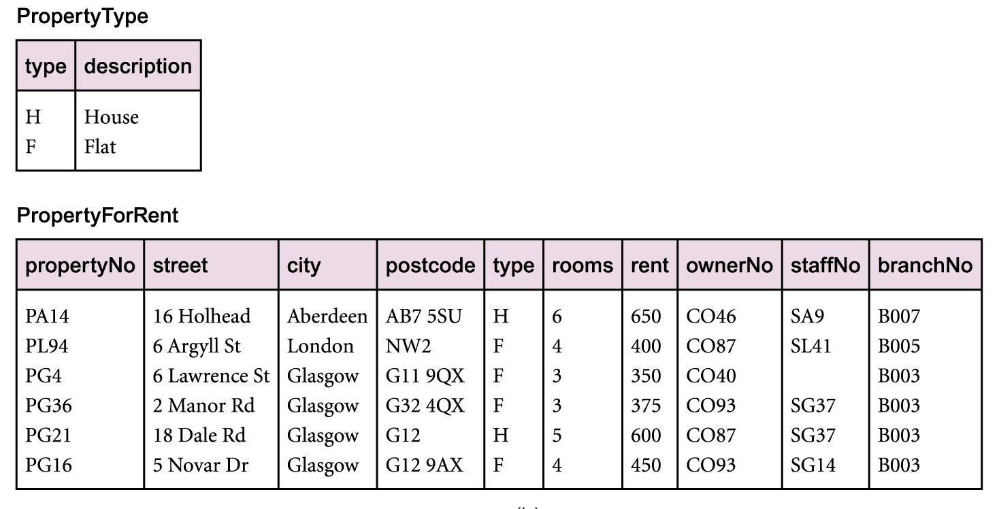 PropertyType
type description
H House
F Flat
PropertyForRent
propertyNo street city postcode type rooms rent ownerNo staffNo branchNo
PA14 16 Holhead Aberdeen AB7 5SU H 6 650 CO46 SA9 B007
PL94 6 Argyll St London NW2 F 4 400 CO87 SL41 B005
PG4 6 Lawrence St Glasgow G11 9QX F 3 350 CO40 B003
PG36 2 Manor Rd Glasgow G32 4QX F 3 375 CO93 SG37 B003
PG21 18 Dale Rd Glasgow G12 H 5 600 CO87 SG37 B003
PG16 5 Novar Dr Glasgow G12 9AX F 4 450 CO93 SG14 B003